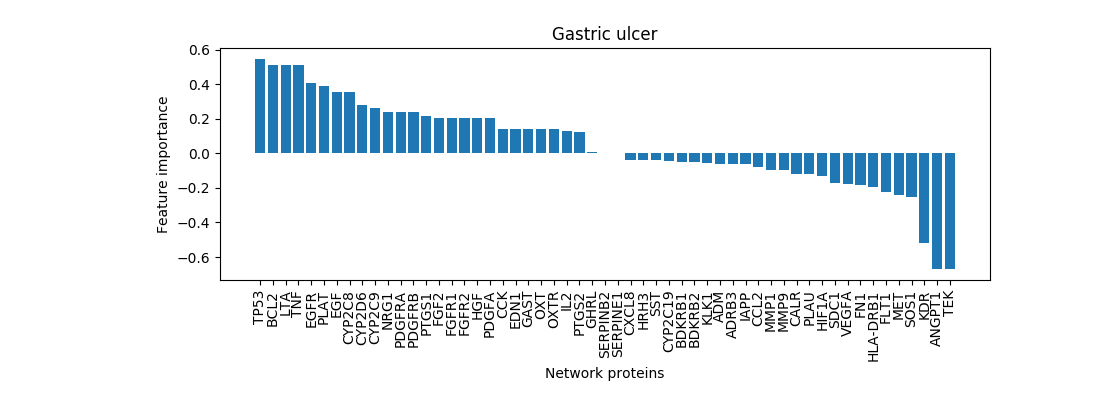 Gastric ulcer
Feature importance
0.6
0.4
0.2
0.0
−0.2
−0.4
−0.6
TP53
BCL2
LTA
TNF
EGFR
PLAT
EGF
CYP2C8
CYP2D6
CYP2C9
NRG1
PDGFRA
PDGFRB
PTGS1
FGF2
FGFR1
FGFR2
HGF
PDGFA
CCK
EDN1
GAST
OXT
OXTR
IL2
PTGS2
GHRL
SERPINB2
SERPINE1
CXCL8
HRH3
SST
CYP2C19
BDKRB1
BDKRB2
KLK1
ADM
ADRB3
IAPP
CCL2
MMP1
MMP9
CALR
PLAU
HIF1A
SDC1
VEGFA
FN1
HLA-DRB1
FLT1
MET
SOS1
KDR
ANGPT1
TEK
Network proteins